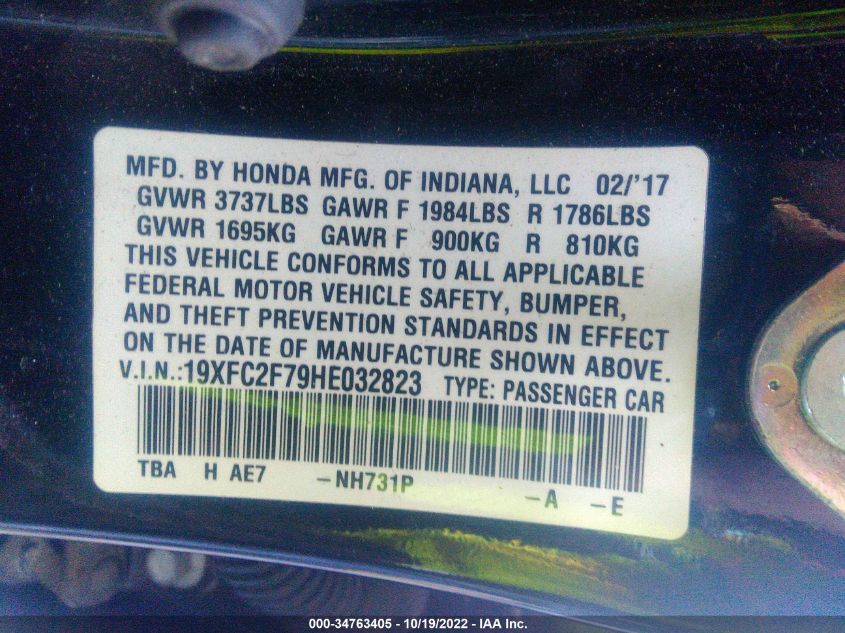 MFD. BY HONDA MFG. OF INDIANA, LLC 02/'17
GVWR 3737LBS GAWR F 1984LBS R 1786LBS
GVWR 1695KG GAWR F 900KG R 810KG
THIS VEHICLE CONFORMS TO ALL APPLICABLE
FEDERAL MOTOR VEHICLE SAFETY, BUMPER,
AND THEFT PREVENTION STANDARDS IN EFFECT
ON THE DATE OF MANUFACTURE SHOWN ABOVE.
V.I.N.:19XFC2F79HE032823 TYPE: PASSENGER CAR
TBA H AE7 –NH731P –A –E
000-34763405 - 10/19/2022 - IAA Inc.